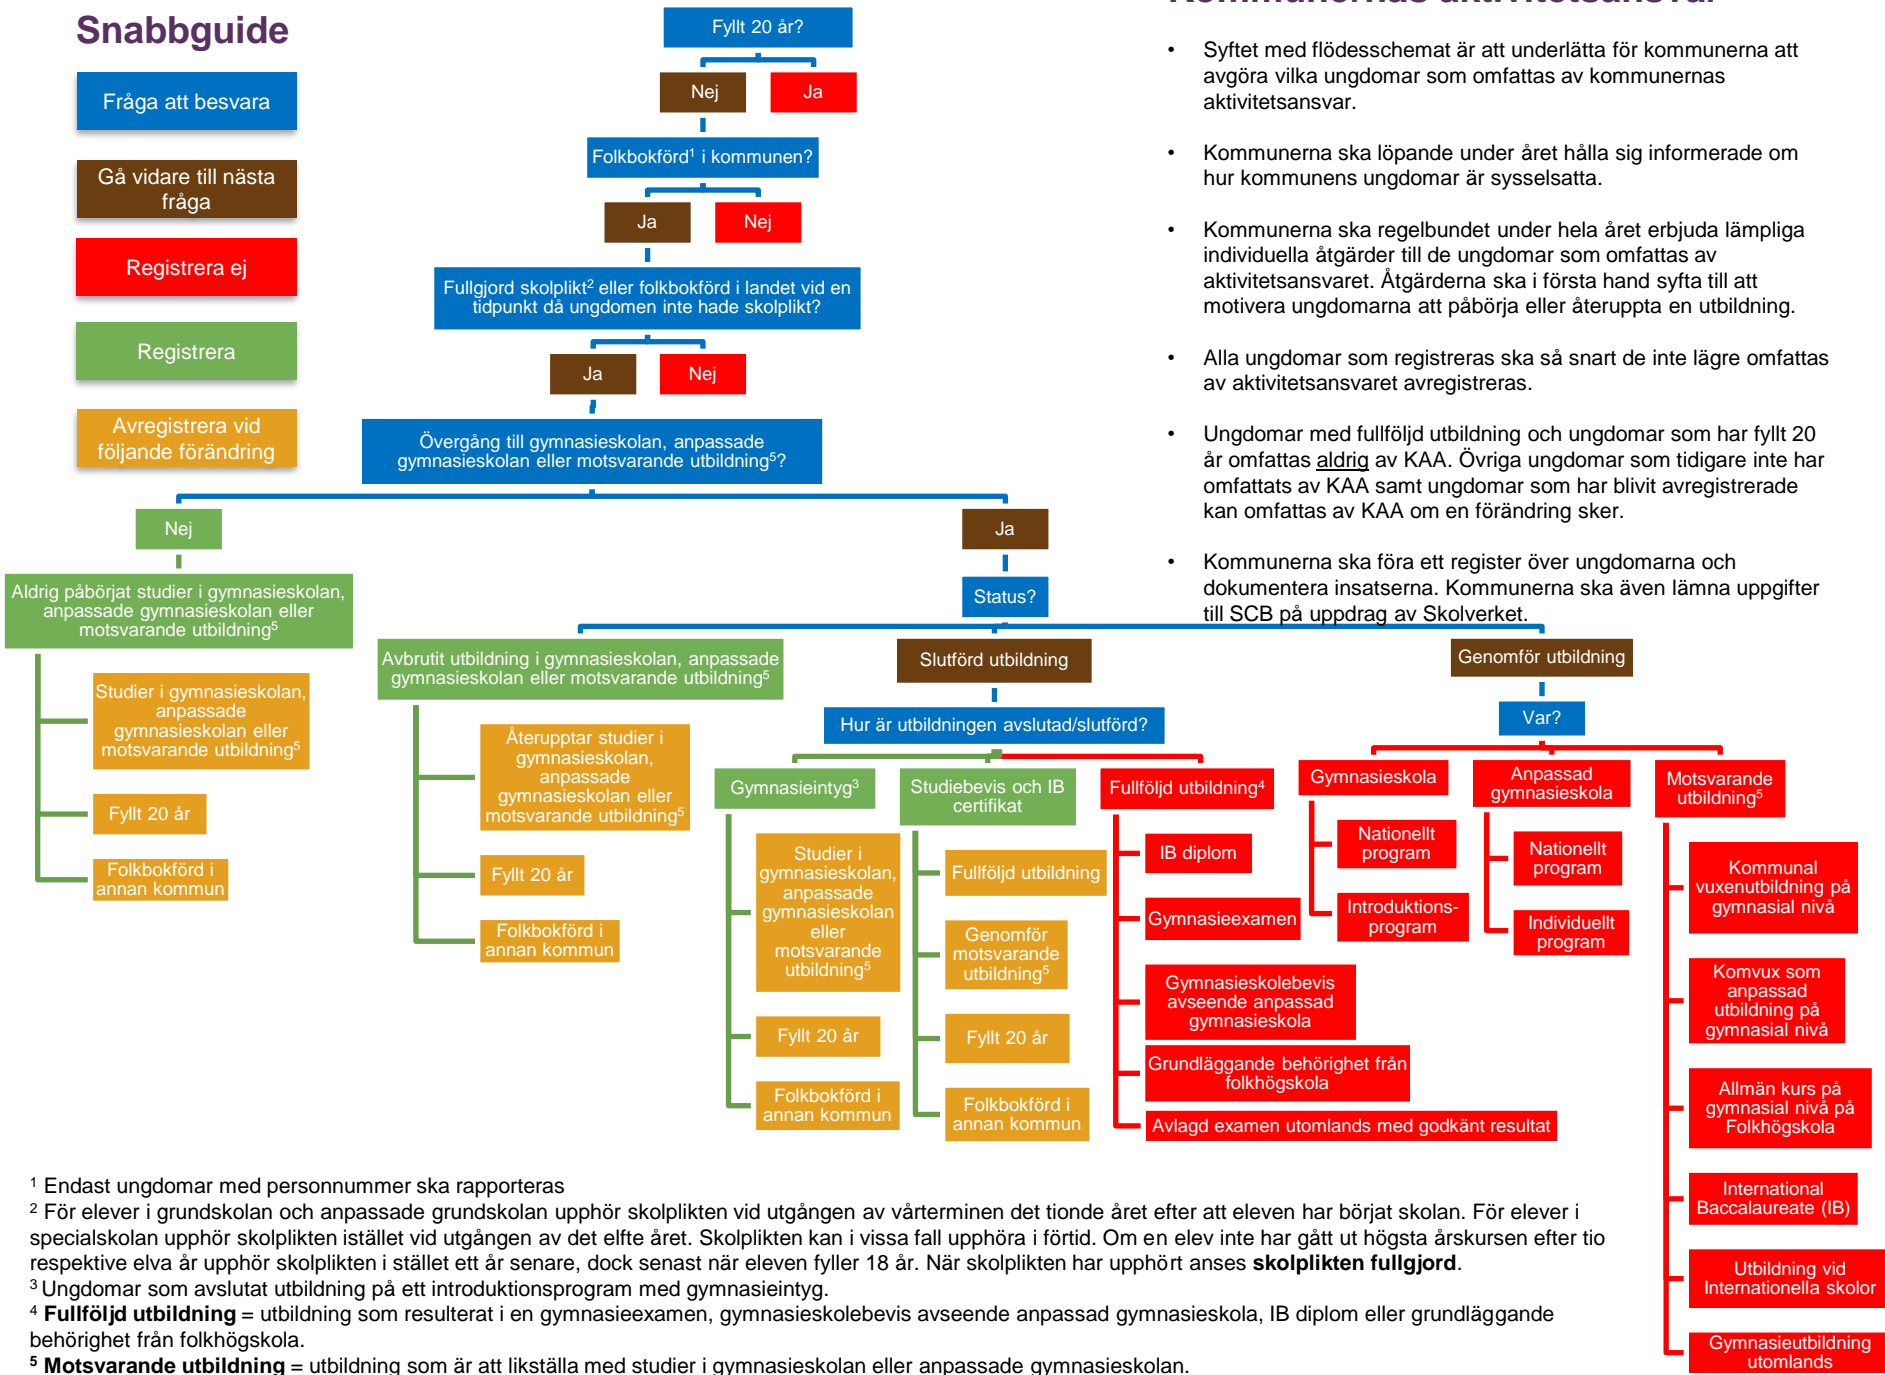 Snabbguide
Fråga att besvara
Gå vidare till nästa
fråga
Registrera ej
Registrera
Avregistrera vid
följande förändring
Fyllt 20 år?
Nej
Ja
Folkbokförd¹ i kommunen?
Ja
Nej
Fullgjord skolplikt² eller folkbokförd i landet vid en
tidpunkt då ungdomen inte hade skolplikt?
Ja
Nej
Övergång till gymnasieskolan, anpassade
gymnasieskolan eller motsvarande utbildning⁵?
Kommunernas aktivitetsansvar
• Syftet med flödesschemat är att underlätta för kommunerna att
avgöra vilka ungdomar som omfattas av kommunernas
aktivitetsansvar.
• Kommunerna ska löpande under året hålla sig informerade om
hur kommunens ungdomar är sysselsatta.
• Kommunerna ska regelbundet under hela året erbjuda lämpliga
individuella åtgärder till de ungdomar som omfattas av
aktivitetsansvaret. Åtgärderna ska i första hand syfta till att
motivera ungdomarna att påbörja eller återuppta en utbildning.
• Alla ungdomar som registreras ska så snart de inte lägre omfattas
av aktivitetsansvaret avregistreras.
• Ungdomar med fullföljd utbildning och ungdomar som har fyllt 20
år omfattas aldrig av KAA. Övriga ungdomar som tidigare inte har
omfattats av KAA samt ungdomar som har blivit avregistrerade
kan omfattas av KAA om en förändring sker.
• Kommunerna ska föra ett register över ungdomarna och
dokumentera insatserna. Kommunerna ska även lämna uppgifter
till SCB på uppdrag av Skolverket.
Nej
Aldrig påbörjat studier i gymnasieskolan,
anpassade gymnasieskolan eller
motsvarande utbildning⁵
Studier i gymnasieskolan,
anpassade
gymnasieskolan eller
motsvarande utbildning⁵
Fyllt 20 år
Folkbokförd i
annan kommun
Ja
Status?
Avbrutit utbildning i gymnasieskolan, anpassade
gymnasieskolan eller motsvarande utbildning⁵
Återupptar studier i
gymnasieskolan,
anpassade
gymnasieskolan eller
motsvarande utbildning⁵
Fyllt 20 år
Folkbokförd i
annan kommun
Slutförd utbildning
Hur är utbildningen avslutad/slutförd?
Gymnasieintyg³
Studier i
gymnasieskolan,
anpassade
gymnasieskolan
eller
motsvarande
utbildning⁵
Fyllt 20 år
Folkbokförd i
annan kommun
Studiebevis och IB
certifikat
Fullföljd utbildning
Genomför
motsvarande
utbildning⁵
Fyllt 20 år
Folkbokförd i
annan kommun
Fullföljd utbildning⁴
IB diplom
Gymnasieexamen
Gymnasieskolebevis
avseende anpassad
gymnasieskola
Grundläggande behörighet från
folkhögskola
Avlagd examen utomlands med godkänt resultat
Genomför utbildning
Var?
Gymnasieskola
Nationellt
program
Introduktions-
program
Anpassad
gymnasieskola
Nationellt
program
Individuellt
program
Motsvarande
utbildning⁵
Kommunal
vuxenutbildning på
gymnasial nivå
Komvux som
anpassad
utbildning på
gymnasial nivå
Allmän kurs på
gymnasial nivå på
Folkhögskola
International
Baccalaureate (IB)
Utbildning vid
Internationella skolor
Gymnasieutbildning
utomlands
¹ Endast ungdomar med personnummer ska rapporteras
² För elever i grundskolan och anpassade grundskolan upphör skolplikten vid utgången av vårterminen det tionde året efter att eleven har börjat skolan. För elever i
specialskolan upphör skolplikten istället vid utgången av det elfte året. Skolplikten kan i vissa fall upphöra i förtid. Om en elev inte har gått ut högsta årskursen efter tio
respektive elva år upphör skolplikten i stället ett år senare, dock senast när eleven fyller 18 år. När skolplikten har upphört anses skolplikten fullgjord.
³ Ungdomar som avslutat utbildning på ett introduktionsprogram med gymnasieintyg.
⁴ Fullföljd utbildning = utbildning som resulterat i en gymnasieexamen, gymnasieskolebevis avseende anpassad gymnasieskola, IB diplom eller grundläggande
behörighet från folkhögskola.
⁵ Motsvarande utbildning = utbildning som är att likställa med studier i gymnasieskolan eller anpassade gymnasieskolan.